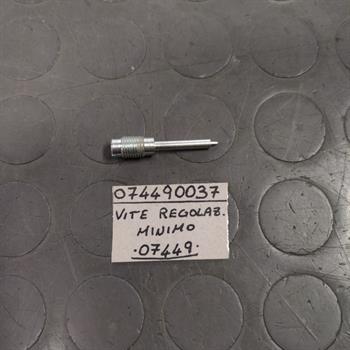 074490037
VITE REGOLAZ.
MINIMO
.07449.